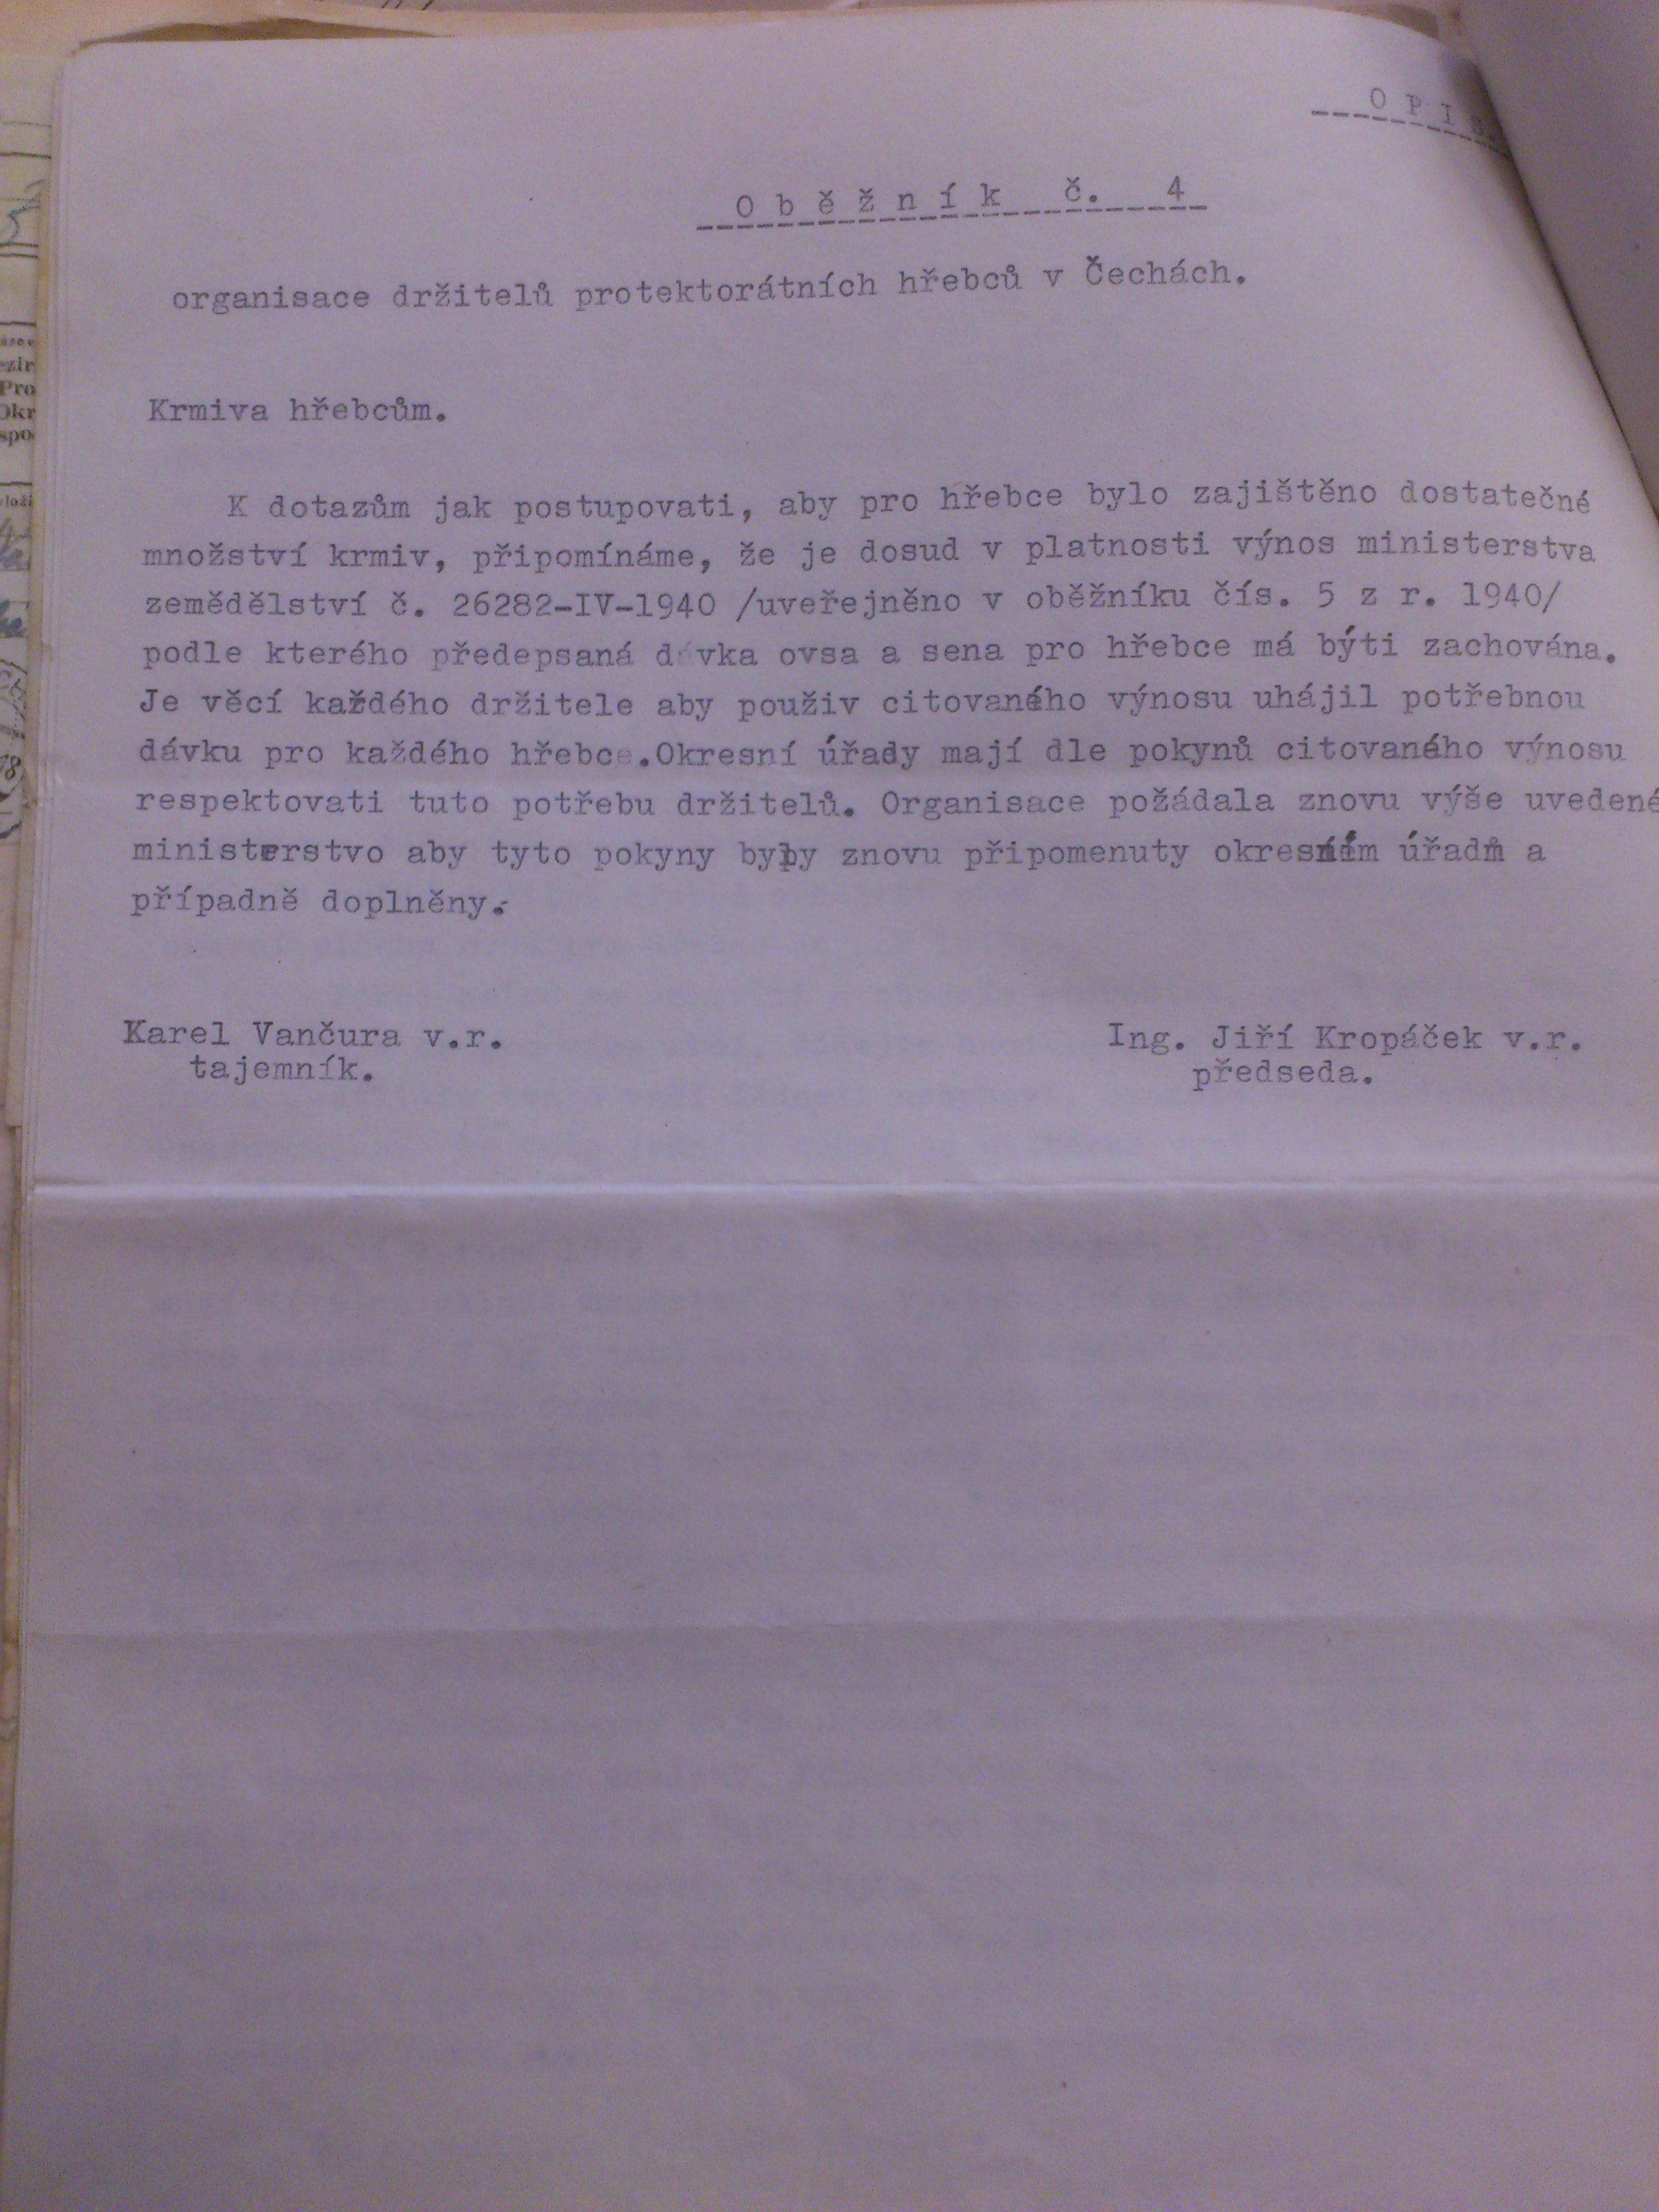 O p i s.
O b ě ž n í k   č.   4
organisace držitelů protektorátních hřebců v Čechách.
Krmiva hřebcům.
K dotazům jak postupovati, aby pro hřebce bylo zajištěno dostatečné
množství krmiv, připomínáme, že je dosud v platnosti výnos ministerstva
zemědělství č. 26282-IV-1940 /uveřejněno v oběžníku čís. 5 z r. 1940/
podle kterého předepsaná dávka ovsa a sena pro hřebce má býti zachována.
Je věcí každého držitele aby použiv citovaného výnosu uhájil potřebnou
dávku pro každého hřebce.Okresní úřady mají dle pokynů citovaného výnosu
respektovati tuto potřebu držitelů. Organisace požádala znovu výše uvedené
ministerstvo aby tyto pokyny byly znovu připomenuty okresním úřadům a
případně doplněny.
Karel Vančura v.r.   Ing. Jiří Kropáček v.r.
tajemník.   předseda.